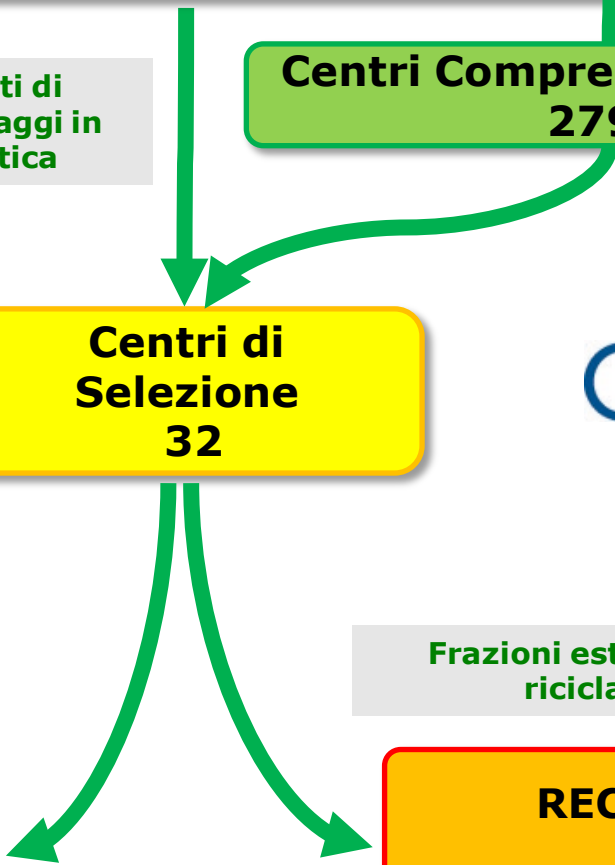 ti di
aggi in
tica
Centri Compre
279
Centri di
Selezione
32
Frazioni est
ricicla
REC